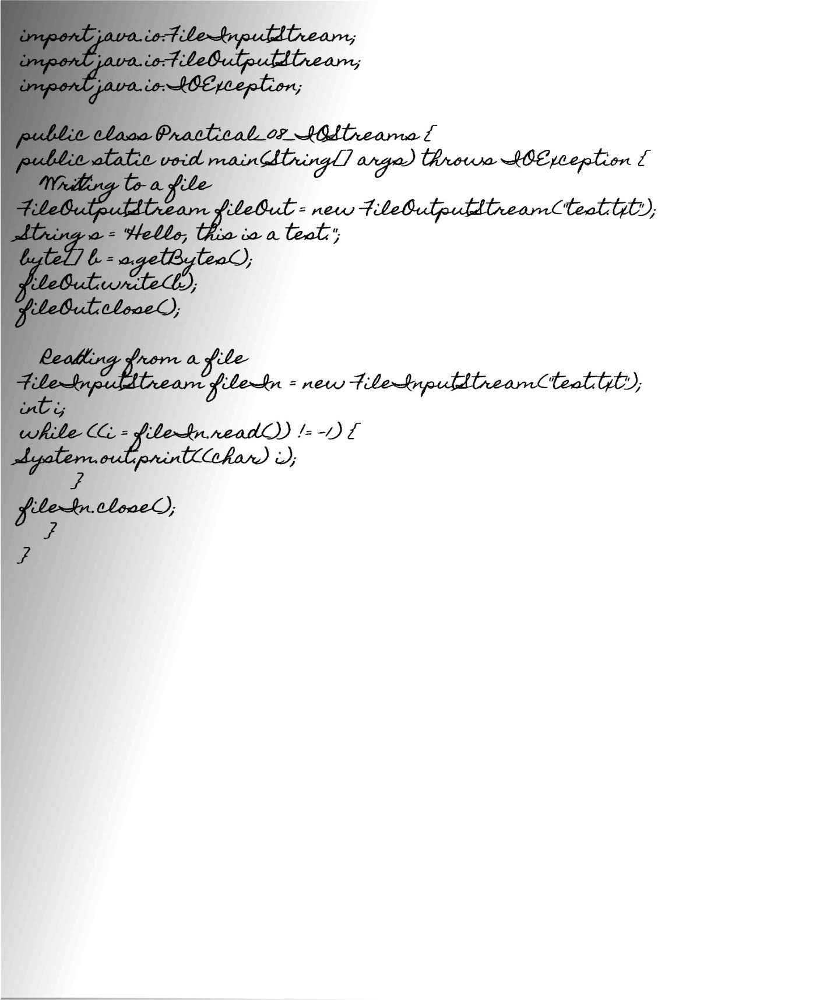 import java.io.FileInputStream;
import java.io.FileOutputStream;
import java.io.IOException;

public class Practical_08_IOStreams {
public static void main(String[] args) throws IOException {
Writing to a file
FileOutputStream fileOut = new FileOutputStream("test.txt");
String s = "Hello, this is a test.";
byte[] b = s.getBytes();
fileOut.write(b);
fileOut.close();

Reading from a file
FileInputStream fileIn = new FileInputStream("test.txt");
int i;
while ((i = fileIn.read()) != -1) {
System.out.print((char) i);
}
fileIn.close();
}
}